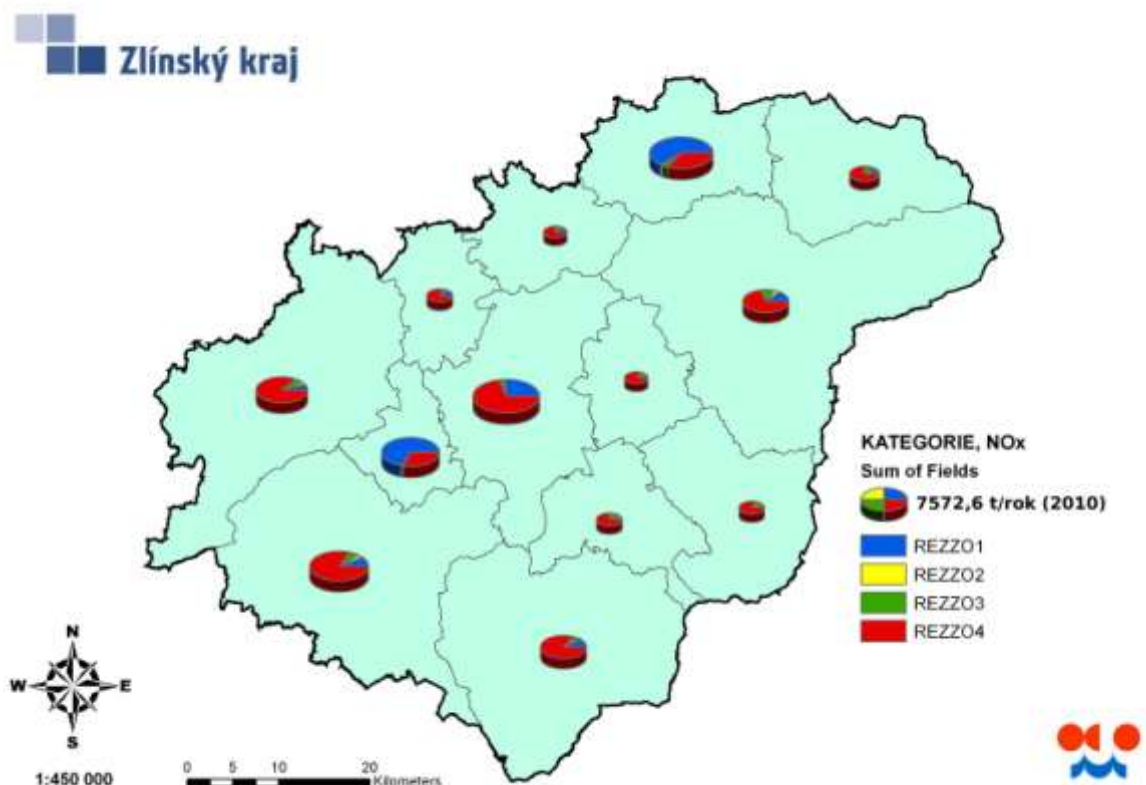 Zlínský kraj
KATEGORIE, NOx
Sum of Fields
7572,6 t/rok (2010)
REZZO1
REZZO2
REZZO3
REZZO4
N
W E
S
1:450 000
0 5 10 20
Kilometers